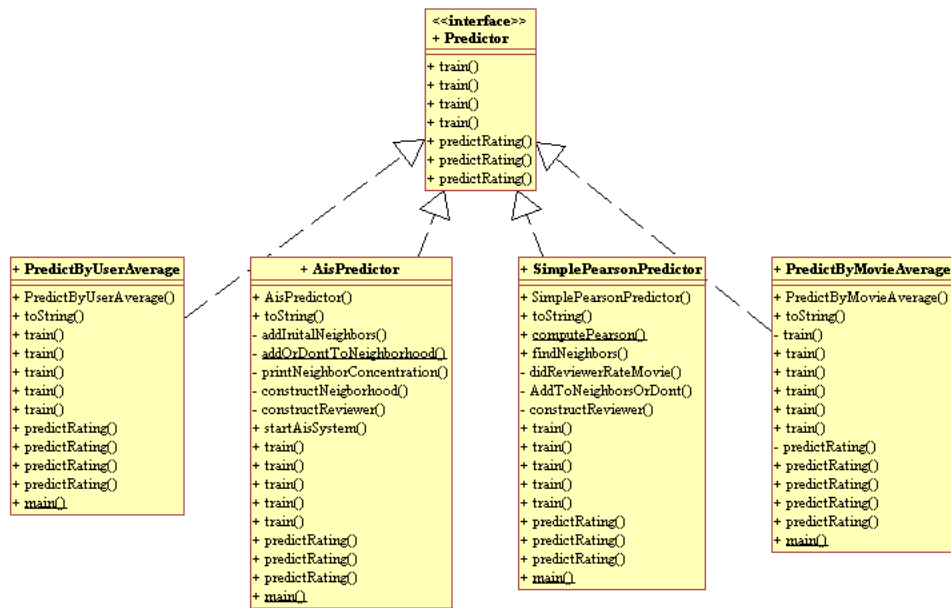 <<interface>>
+ Predictor
+ train()
+ train()
+ train()
+ train()
+ predictRating()
+ predictRating()
+ predictRating()
+ PredictByUserAverage
+ PredictByUserAverage()
+ toString()
+ train()
+ train()
+ train()
+ train()
+ train()
+ predictRating()
+ predictRating()
+ predictRating()
+ predictRating()
+ main()
+ AisPredictor
+ AisPredictor()
+ toString()
- addInitalNeighbors()
- addOrDontToNeighborhood()
- printNeighborConcentration()
- constructNeigborhood()
- constructReviewer()
+ startAisSystem()
+ train()
+ train()
+ train()
+ train()
+ train()
+ predictRating()
+ predictRating()
+ predictRating()
+ main()
+ SimplePearsonPredictor
+ SimplePearsonPredictor()
+ toString()
+ computePearson()
+ findNeighbors()
- didReviewerRateMovie()
- AddToNeighborsOrDont()
- constructReviewer()
+ train()
+ train()
+ train()
+ train()
+ train()
+ predictRating()
+ predictRating()
+ predictRating()
+ main()
+ PredictByMovieAverage
+ PredictByMovieAverage()
+ toString()
- train()
+ train()
+ train()
+ train()
+ train()
+ train()
- predictRating()
+ predictRating()
+ predictRating()
+ predictRating()
+ predictRating()
+ main()